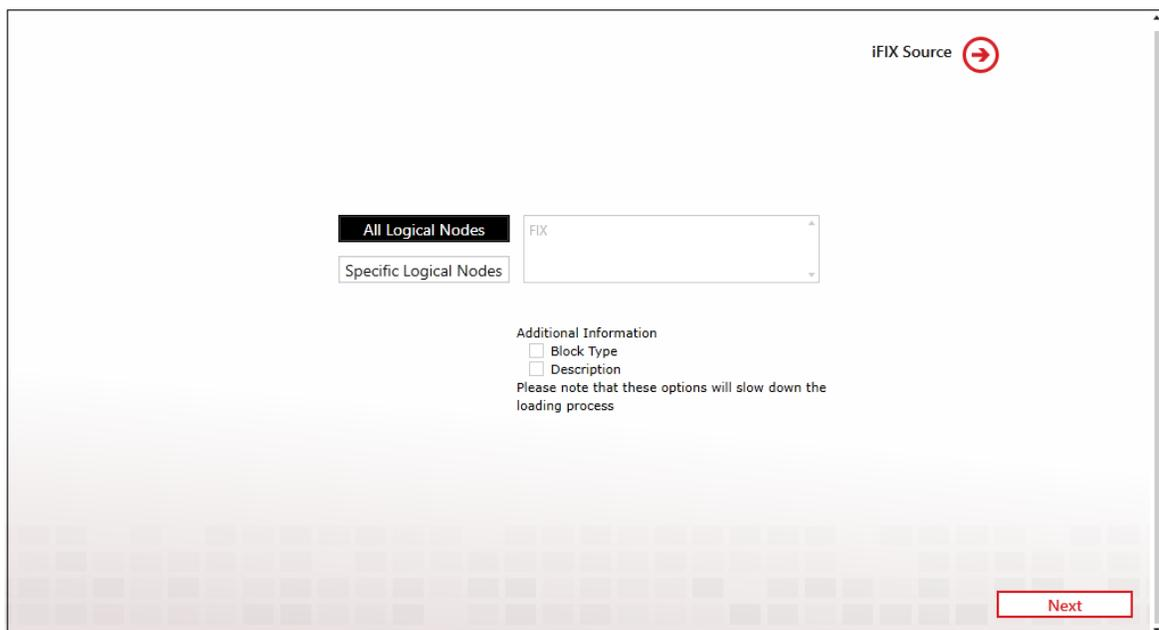 iFIX Source
All Logical Nodes
FIX
Specific Logical Nodes
Additional Information
Block Type
Description
Please note that these options will slow down the
loading process
Next